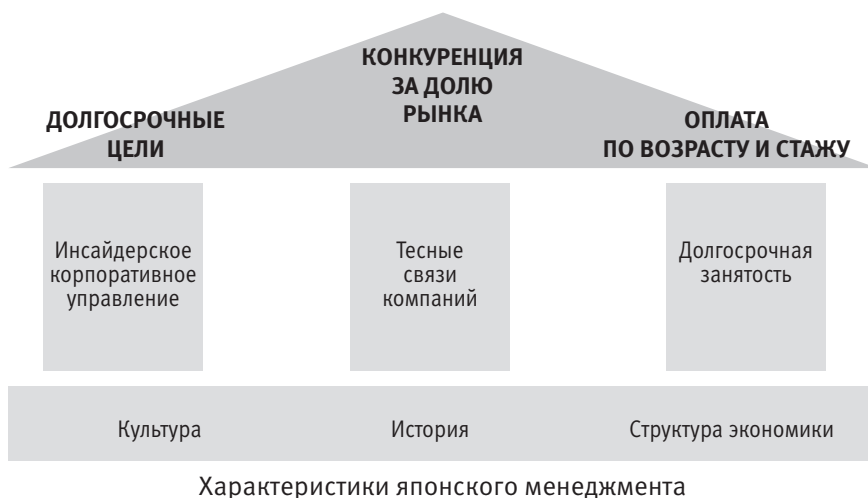 КОНКУРЕНЦИЯ
ЗА ДОЛЮ
РЫНКА
ДОЛГОСРОЧНЫЕ
ЦЕЛИ
ОПЛАТА
ПО ВОЗРАСТУ И СТАЖУ
Инсайдерское
корпоративное
управление
Тесные
связи
компаний
Долгосрочная
занятость
Культура
История
Структура экономики
Характеристики японского менеджмента